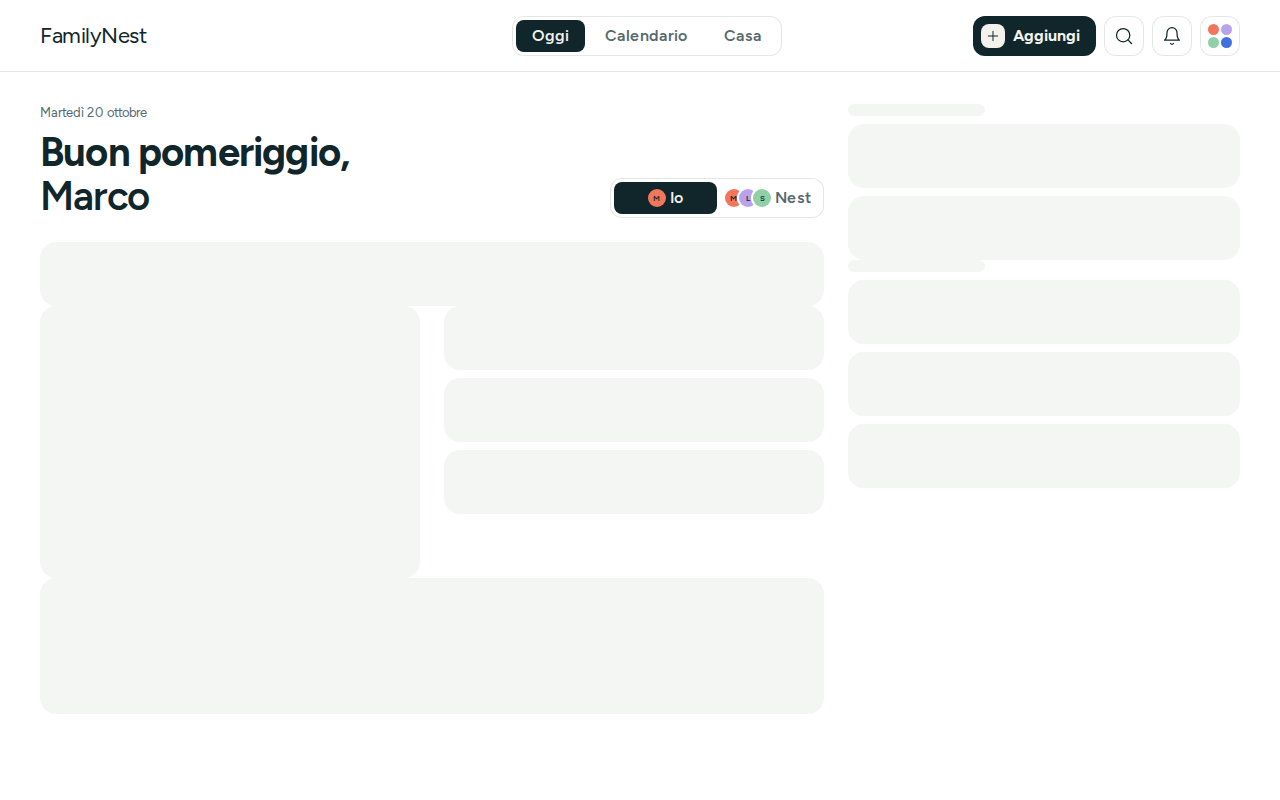 FamilyNest
Oggi
Calendario
Casa
Aggiungi
Martedì 20 ottobre
Buon pomeriggio,
Marco
M Io
M L S Nest